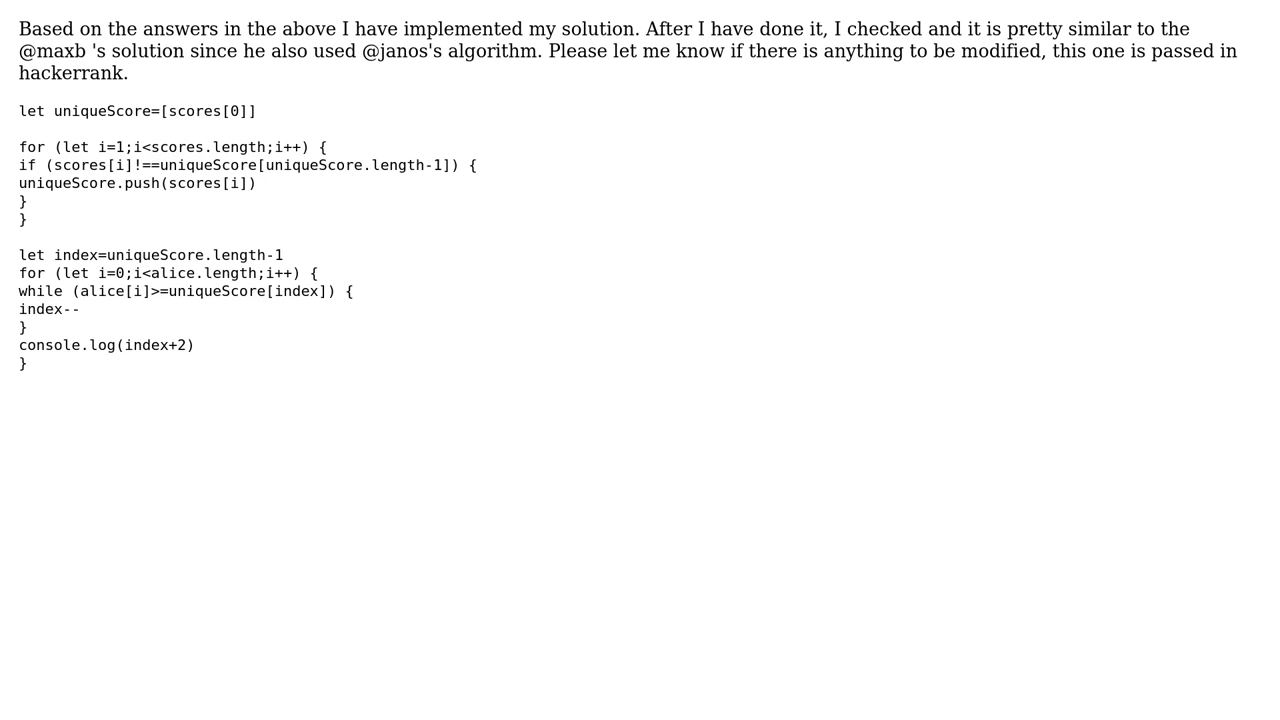 Based on the answers in the above I have implemented my solution. After I have done it, I checked and it is pretty similar to the
@maxb 's solution since he also used @janos's algorithm. Please let me know if there is anything to be modified, this one is passed in
hackerrank.
let uniqueScore=[scores[0]]
for (let i=1;i<scores.length;i++) {
if (scores[i]!==uniqueScore[uniqueScore.length-1]) {
uniqueScore.push(scores[i])
}
}
let index=uniqueScore.length-1
for (let i=0;i<alice.length;i++) {
while (alice[i]>=uniqueScore[index]) {
index--
}
console.log(index+2)
}